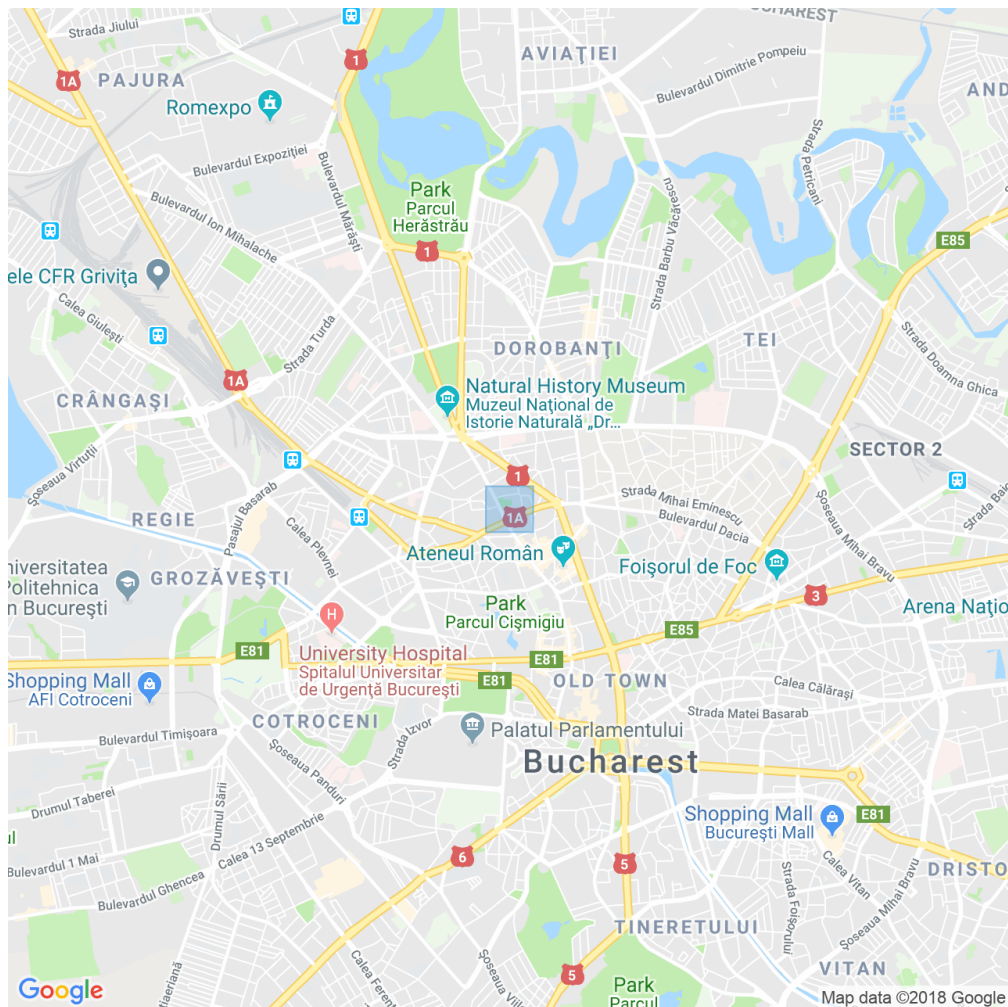 Strada Jiului
BUCHAREST
1
AVIAŢIEI
PAJURA
1A
Bulevardul Dimitrie Pompeiu
AND
Romexpo
Strada Petricani
Bulevardul Expoziţiei
Bulevardul Mărăşti
Bulevardul Ion Mihalache
Park
Parcul
Herăstrău
Strada Barbu Văcărescu
1
E85
ele CFR Griviţa
Calea Giuleşti
Strada Turda
DOROBANŢI
TEI
Strada Doamna Ghica
1A
Natural History Museum
Muzeul Naţional de
Istorie Naturală „Dr...
CRÂNGAŞI
Şoseaua Virtuţii
SECTOR 2
1
Strada Mihai Eminescu
Bulevardul Dacia
Strada Baic
Şoseaua Mihai Bravu
REGIE
Pasajul Basarab
Calea Plevnei
1A
Ateneul Român
Foişorul de Foc
niversitatea
Politehnica
n Bucureşti
GROZĂVEŞTI
Park
Parcul Cişmigiu
3
Arena Naţio
H
University Hospital
Spitalul Universitar
de Urgenţă Bucureşti
E85
E81
E81
E81
Shopping Mall
AFI Cotroceni
OLD TOWN
Calea Călăraşi
Strada Matei Basarab
COTROCENI
Bulevardul Timişoara
Strada Izvor
Palatul Parlamentului
Şoseaua Panduri
Bucharest
Drumul Taberei
Drumul Sării
Shopping Mall
Bucureşti Mall
E81
ul
Calea 13 Septembrie
Bulevardul 1 Mai
6
5
Calea Vitan
DRISTO
Bulevardul Ghencea
Strada Foişorului
Şoseaua Mihai Bravu
TINERETULUI
Calea Ferente
Şoseaua Viilo
5
VITAN
Park
Parcul
Google
Map data ©2018 Google